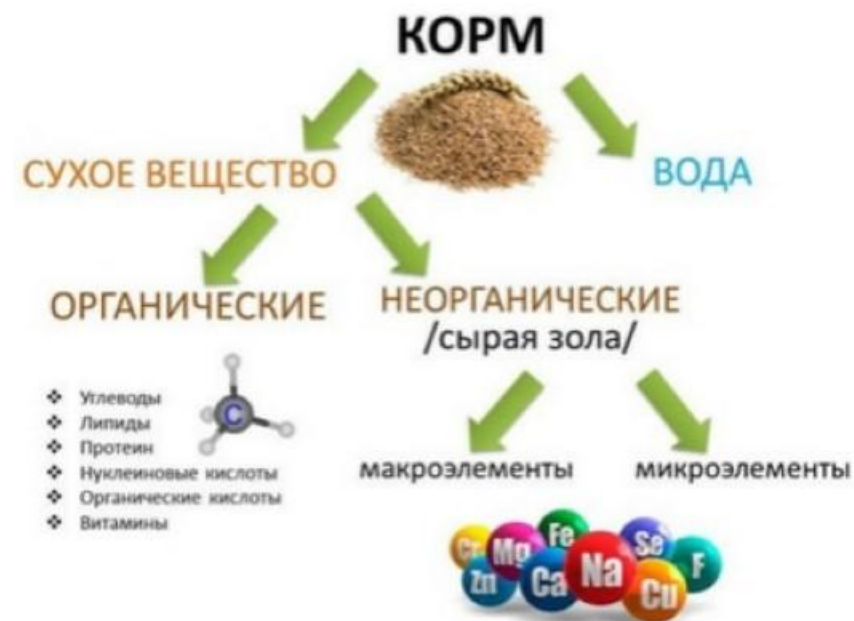 КОРМ
СУХОЕ ВЕЩЕСТВО
ВОДА
ОРГАНИЧЕСКИЕ
НЕОРГАНИЧЕСКИЕ
/сырая зола/
❖ Углеводы
❖ Липиды
❖ Протеин
❖ Нуклеиновые кислоты
❖ Органические кислоты
❖ Витамины
C
макроэлементы
микроэлементы
Cr Mg Fe Se F
Zn Ca Na Cu